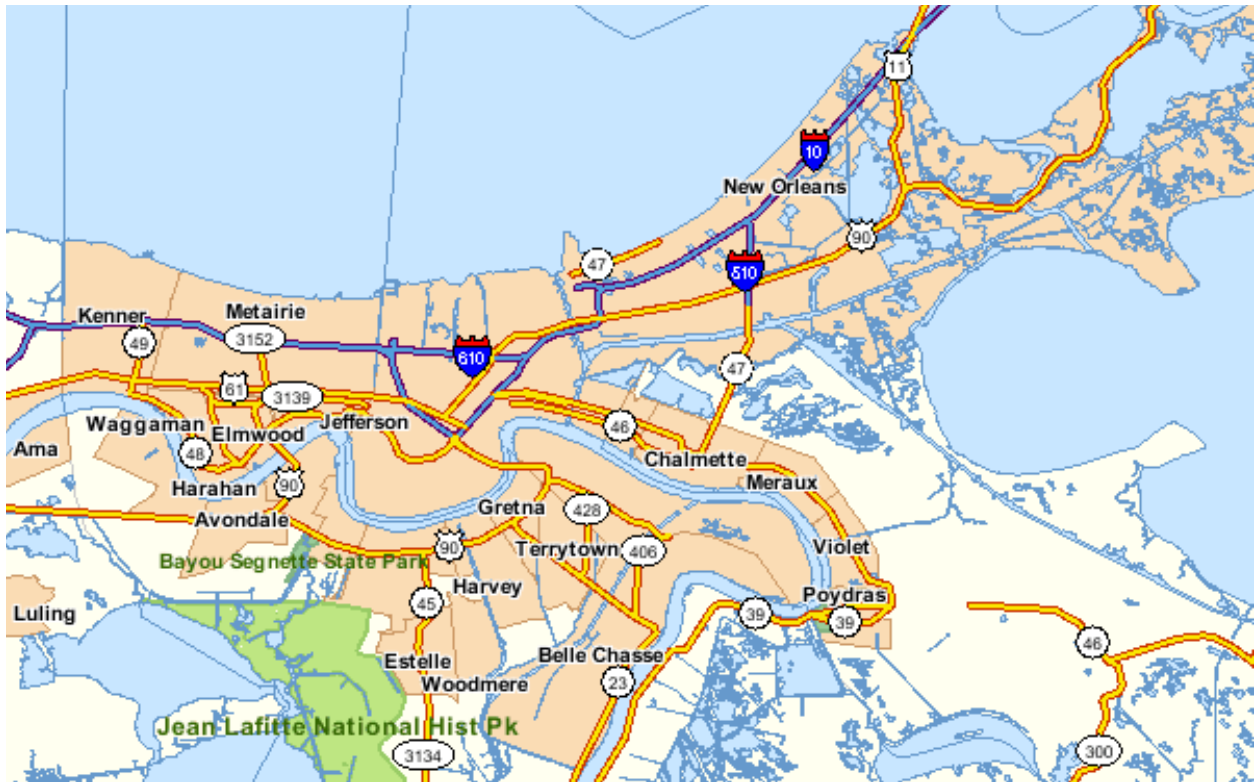 11
10
New Orleans
90
47
510
Kenner
Metairie
49
3152
610
47
61
3139
Waggaman
Jefferson
46
Elmwood
Ama
48
Chalmette
Harahan
90
Meraux
Avondale
Gretna
428
90
Terrytown
406
Violet
Bayou Segnette State Park
Harvey
Poydras
45
39
39
Luling
46
Estelle
Belle Chasse
Woodmere
23
Jean Lafitte National Hist Pk
3134
300